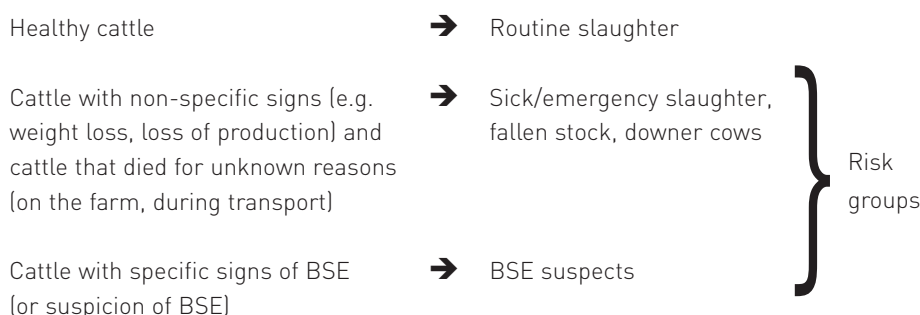 Healthy cattle ➔ Routine slaughter
Cattle with non-specific signs (e.g. ➔ Sick/emergency slaughter,
weight loss, loss of production) and fallen stock, downer cows
cattle that died for unknown reasons
(on the farm, during transport)
Risk
groups
Cattle with specific signs of BSE ➔ BSE suspects
(or suspicion of BSE)